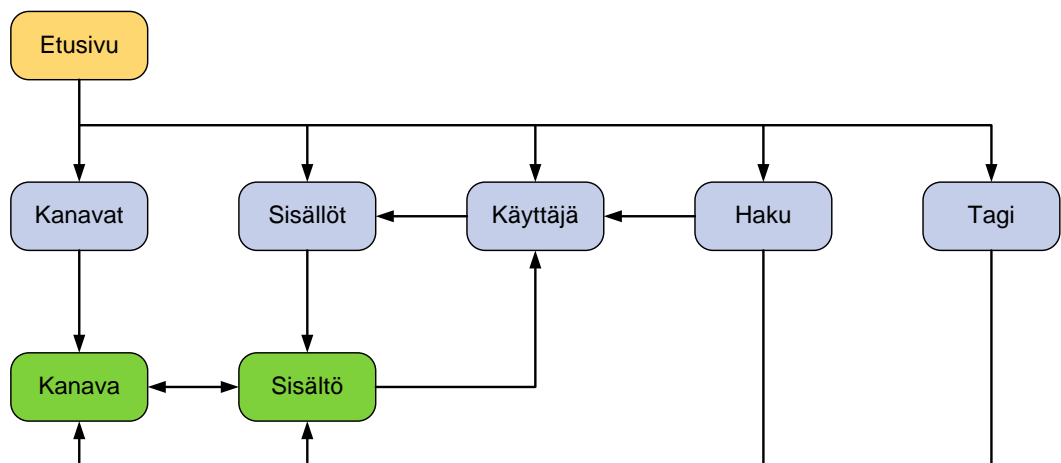 Etusivu
Kanavat
Sisällöt
Käyttäjä
Haku
Tagi
Kanava
Sisältö